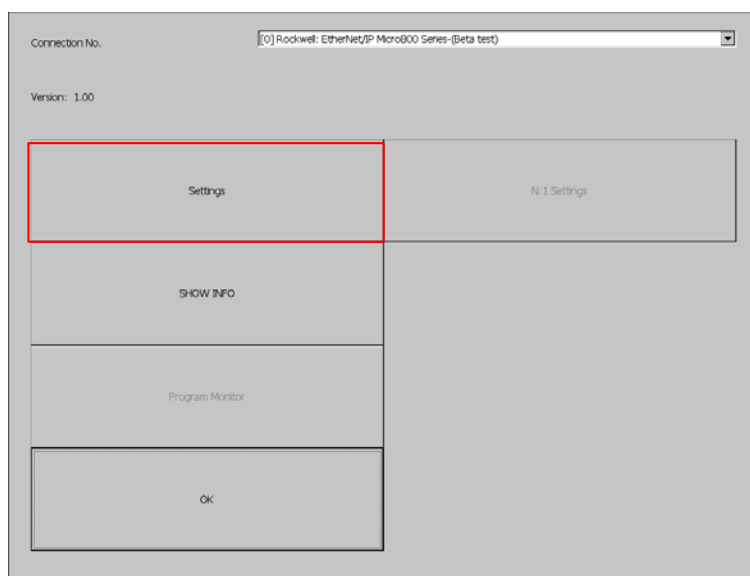 Connection No.
[0] Rockwell: EtherNet/IP Micro800 Series-(Beta test)
Version: 1.00
Settings
N:1 Settings
SHOW INFO
Program Monitor
OK